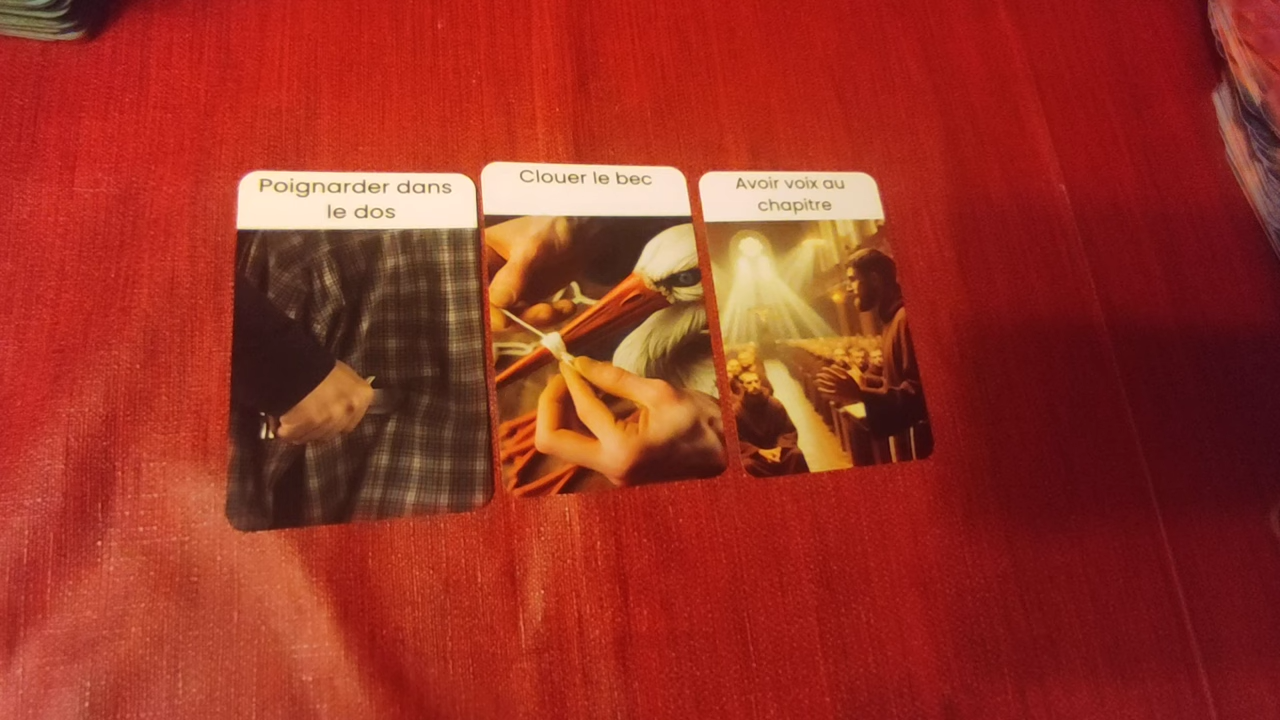 Poignarder dans
le dos
Clouer le bec
Avoir voix au
chapitre